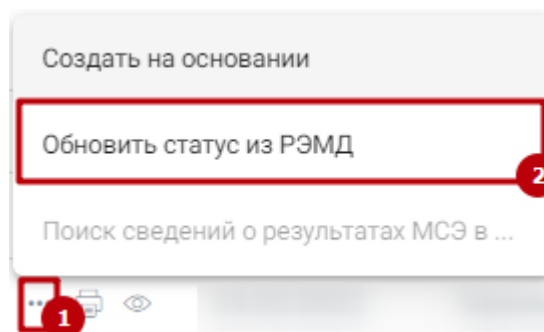 Создать на основании
Обновить статус из РЭМД
2
Поиск сведений о результатах МСЭ в ...
1